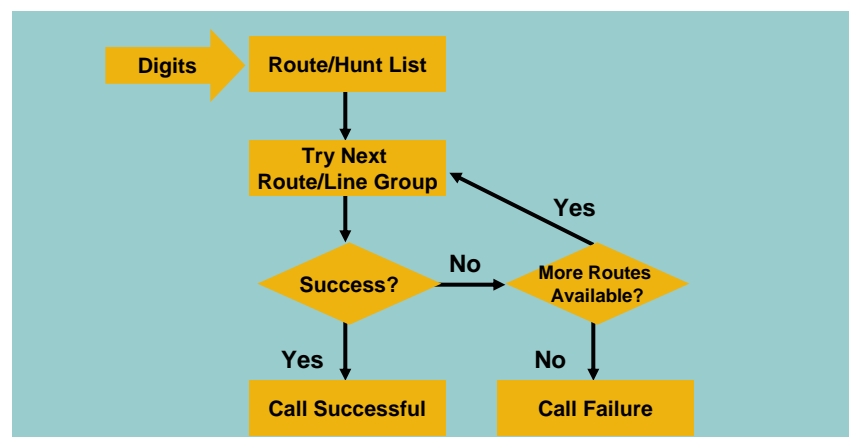 Digits
Route/Hunt List
Try Next
Route/Line Group
Yes
No
Success?
More Routes
Available?
Yes
No
Call Successful
Call Failure